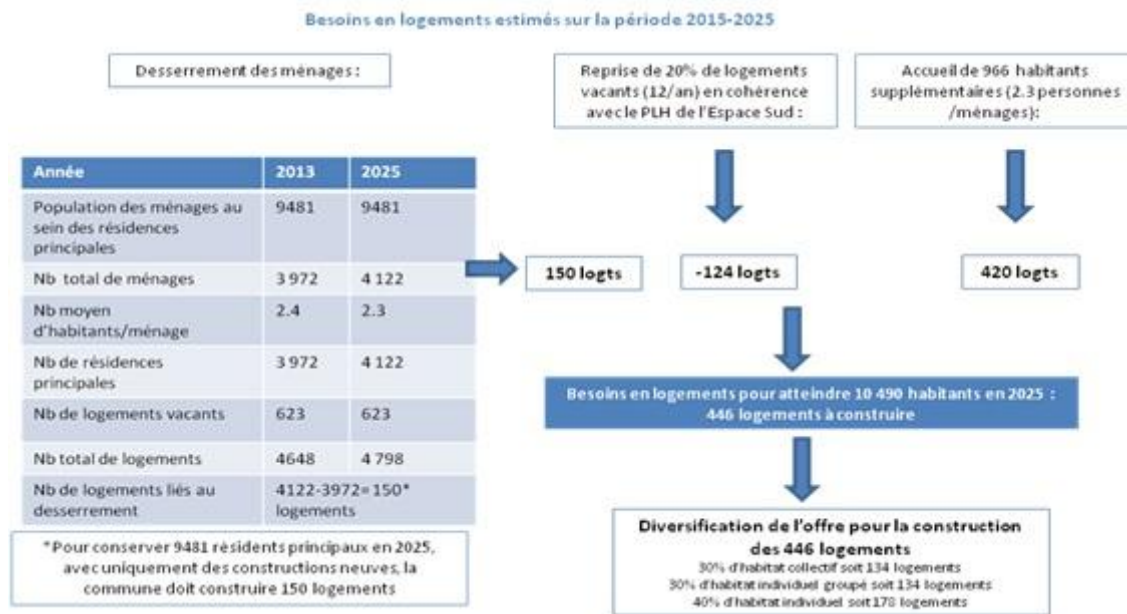 Besoins en logements estimés sur la période 2015-2025
Desserrement des ménages :
Reprise de 20% de logements
vacants (12/an) en cohérence
avec le PLH de l'Espace Sud :
Accueil de 966 habitants
supplémentaires (2.3 personnes
/ménages):
Année 2013 2025
Population des ménages au
sein des résidences
principales
9481 9481
Nb total de ménages 3 972 4 122
Nb moyen
d'habitants/ménage
2.4 2.3
Nb de résidences
principales
3 972 4 122
Nb de logements vacants 623 623
Nb total de logements 4648 4 798
Nb de logements liés au
desserrement
4122-3972= 150*
logements
*Pour conserver 9481 résidents principaux en 2025,
avec uniquement des constructions neuves, la
commune doit construire 150 logements
150 logts
-124 logts
420 logts
Besoins en logements pour atteindre 10 490 habitants en 2025 :
446 logements à construire
Diversification de l'offre pour la construction
des 446 logements
30% d'habitat collectif soit 134 logements
30% d'habitat individuel groupé soit 134 logements
40% d'habitat individuel soit 178 logements